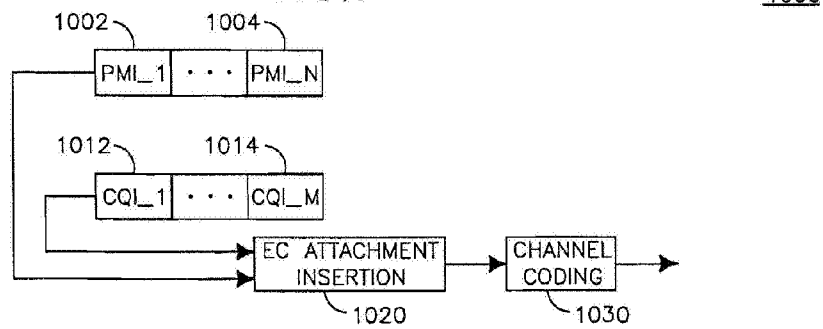 1002 1004
PMI_1 · · · PMI_N
1012 1014
CQI_1 · · · CQI_M
EC ATTACHMENT
INSERTION
CHANNEL
CODING
1020 1030